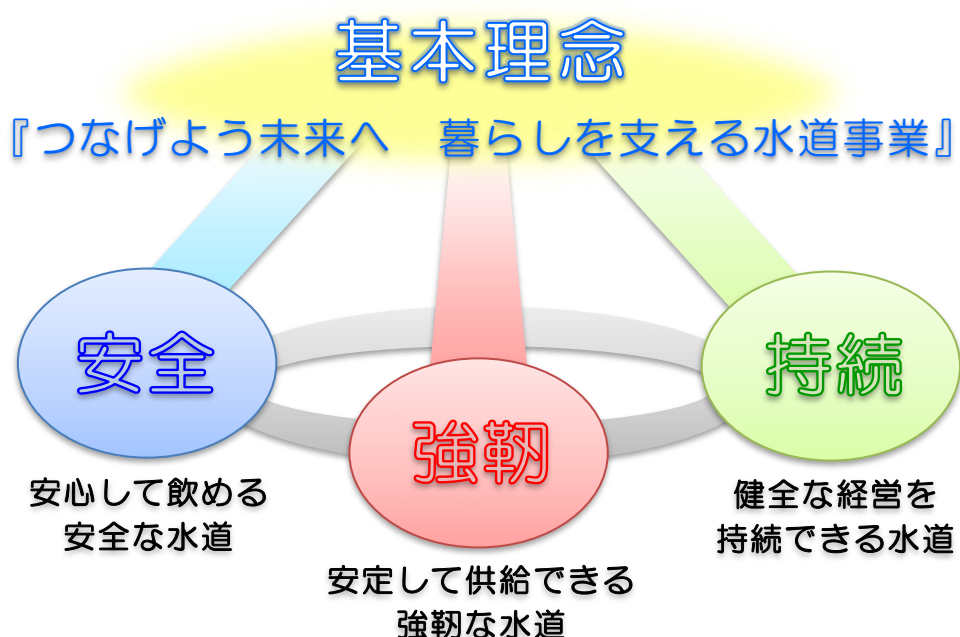 基本理念
『つなげよう未来へ　暮らしを支える水道事業』
安全
安心して飲める
安全な水道
強靭
安定して供給できる
強靭な水道
持続
健全な経営を
持続できる水道